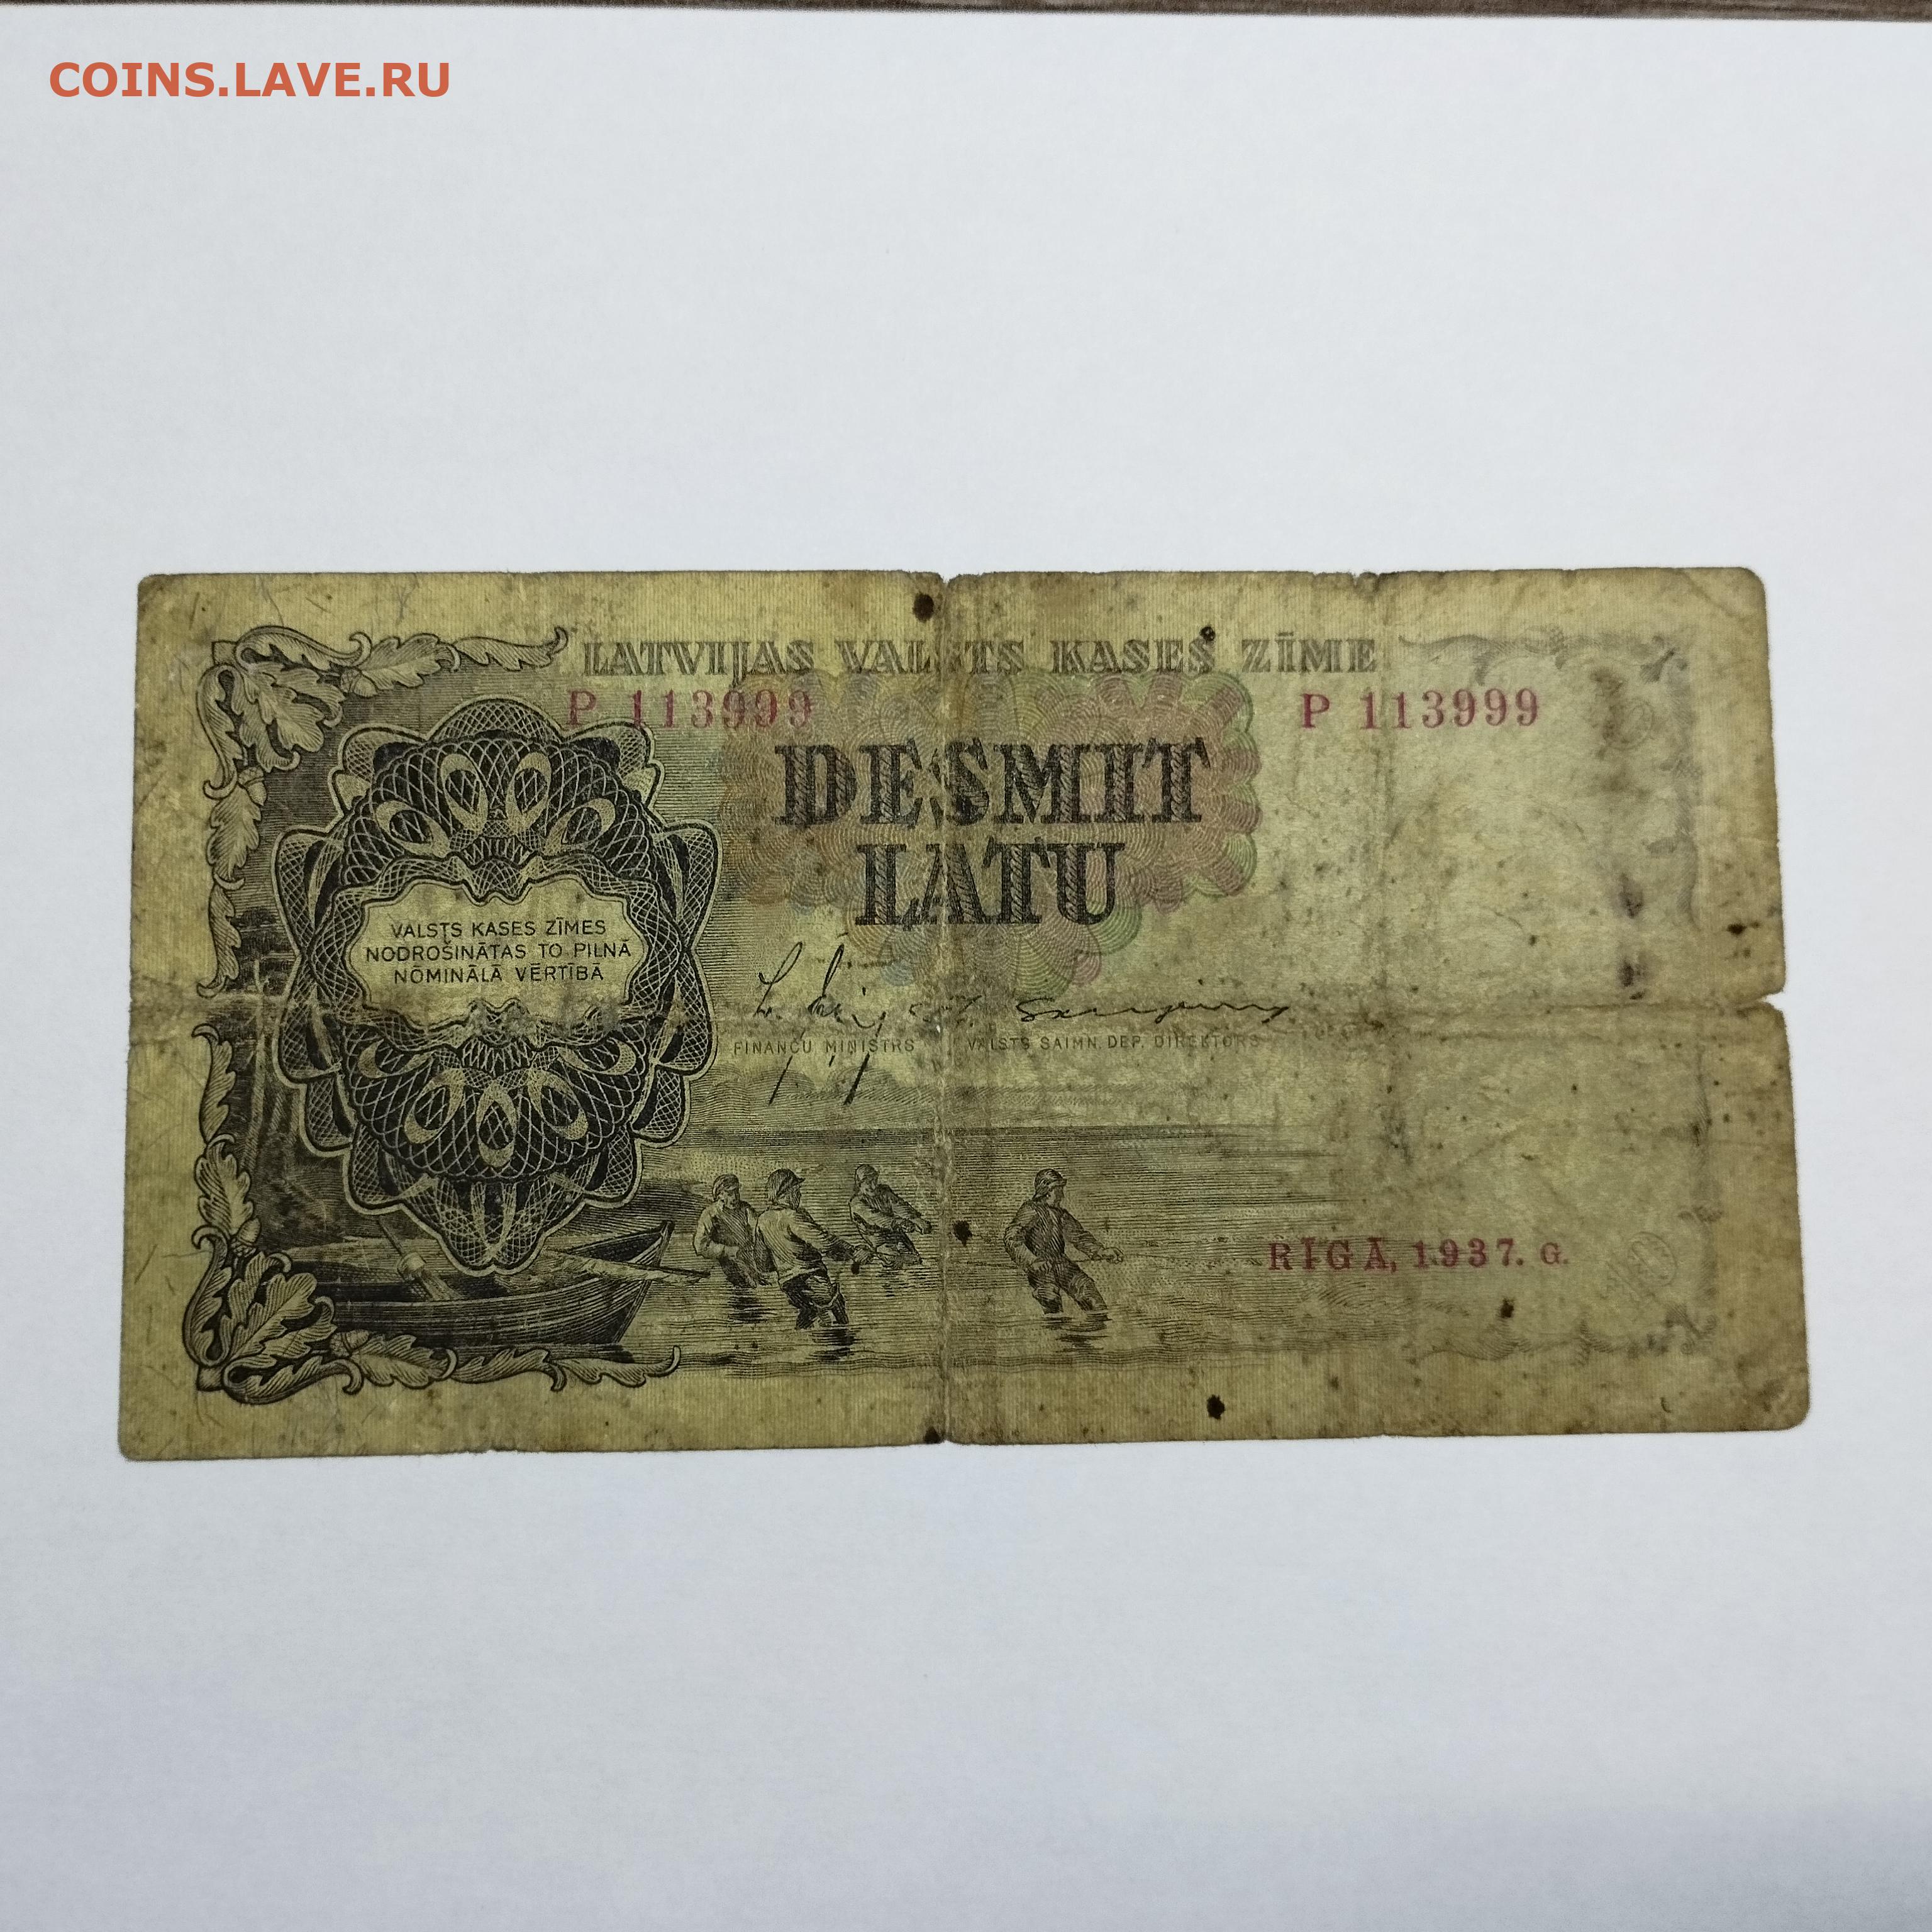 COINS.LAVE.RU
LATVIJAS VALSTS KASES ZĪME
P 113999 P 113999
DESMIT
LATU
VALSTS KASES ZĪMES
NODROŠINĀTAS TO PILNĀ
NŌMINĀLĀ VĒRTĪBĀ
FINANČU MINISTRS VALSTS SAIMN. DEP. DIREKTORS
RĪGĀ, 1937. G.